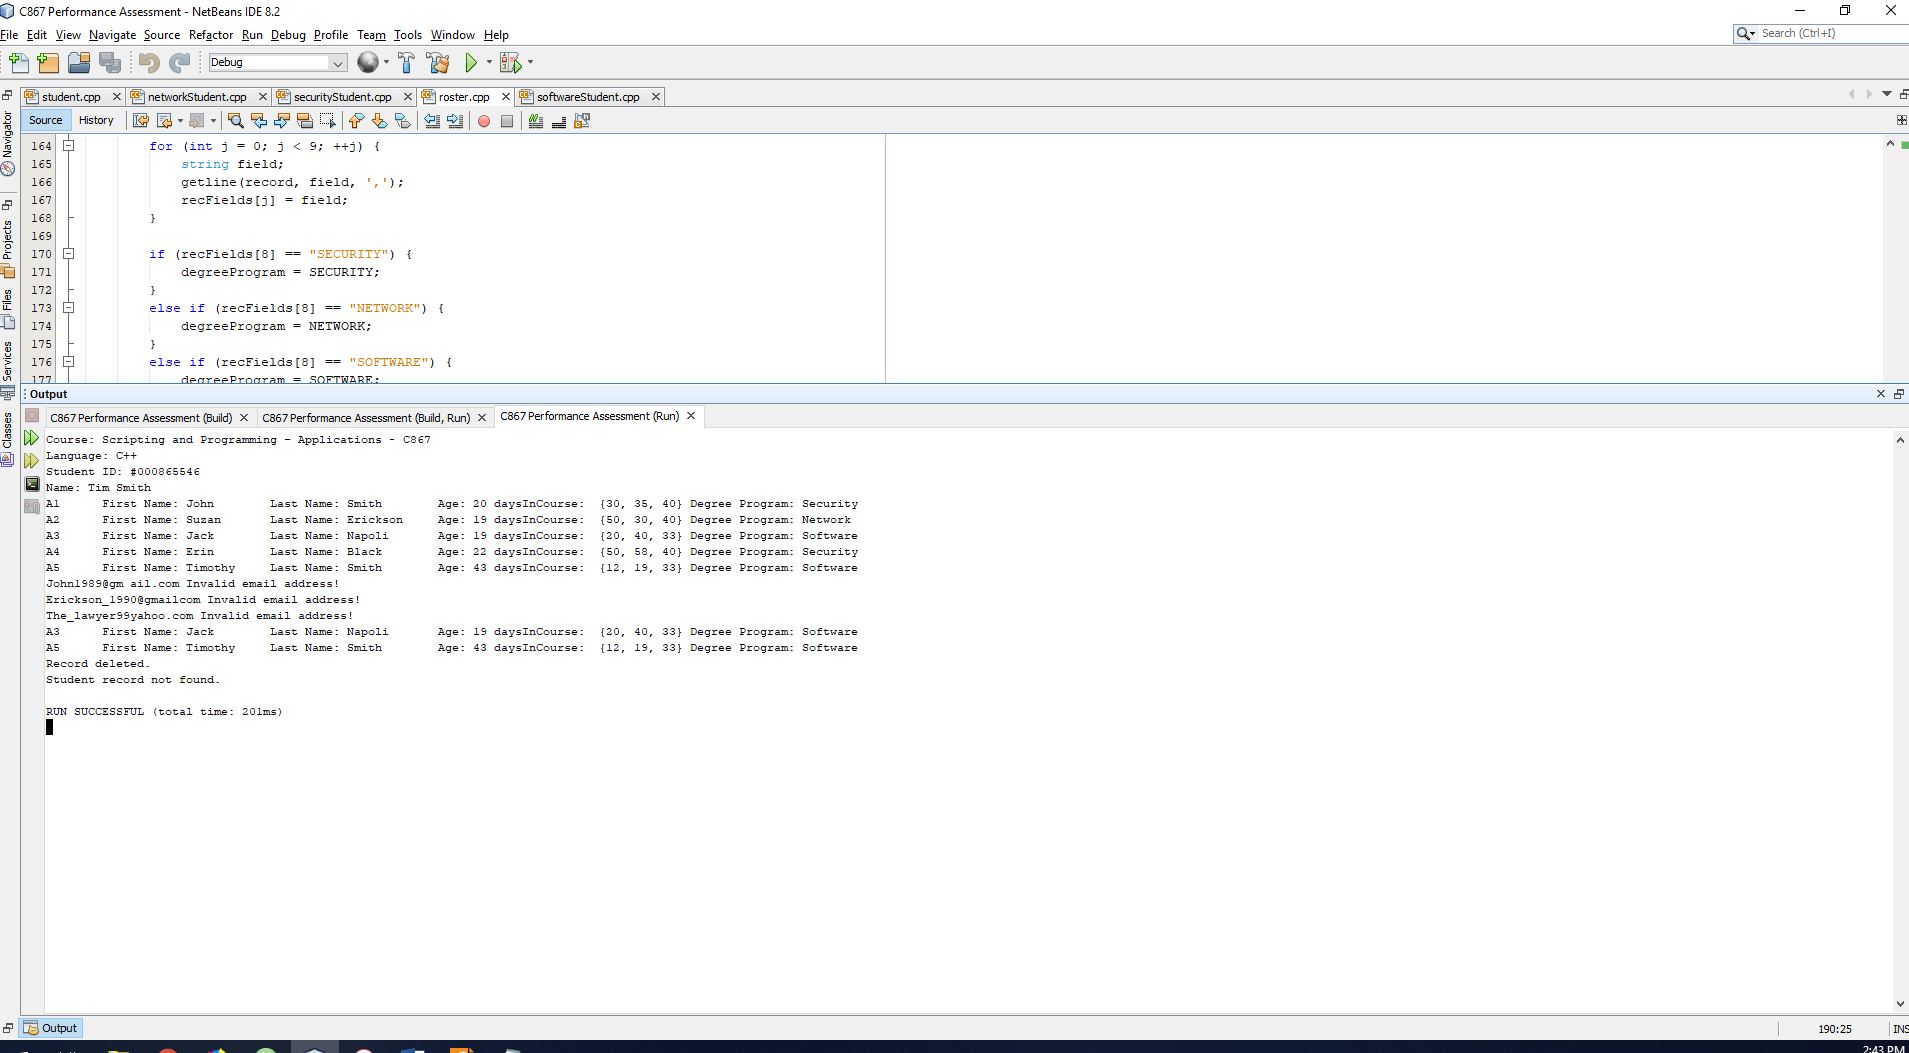 C867 Performance Assessment - NetBeans IDE 8.2
File Edit View Navigate Source Refactor Run Debug Profile Team Tools Window Help
Search (Ctrl+I)
Debug
student.cpp networkStudent.cpp securityStudent.cpp roster.cpp softwareStudent.cpp
Source History
Navigator
Projects
Files
Services
Classes
164 for (int j = 0; j < 9; ++j) {
165 string field;
166 getline(record, field, ',');
167 recFields[j] = field;
168 }
169
170 if (recFields[8] == "SECURITY") {
171 degreeProgram = SECURITY;
172 }
173 else if (recFields[8] == "NETWORK") {
174 degreeProgram = NETWORK;
175 }
176 else if (recFields[8] == "SOFTWARE") {
177 degreeProgram = SOFTWARE;
Output
C867 Performance Assessment (Build) C867 Performance Assessment (Build, Run) C867 Performance Assessment (Run)
Course: Scripting and Programming - Applications - C867
Language: C++
Student ID: #000865546
Name: Tim Smith
A1 First Name: John Last Name: Smith Age: 20 daysInCourse: {30, 35, 40} Degree Program: Security
A2 First Name: Suzan Last Name: Erickson Age: 19 daysInCourse: {50, 30, 40} Degree Program: Network
A3 First Name: Jack Last Name: Napoli Age: 19 daysInCourse: {20, 40, 33} Degree Program: Software
A4 First Name: Erin Last Name: Black Age: 22 daysInCourse: {50, 58, 40} Degree Program: Security
A5 First Name: Timothy Last Name: Smith Age: 43 daysInCourse: {12, 19, 33} Degree Program: Software
John1989@gm ail.com Invalid email address!
Erickson_1990@gmailcom Invalid email address!
The_lawyer99yahoo.com Invalid email address!
A3 First Name: Jack Last Name: Napoli Age: 19 daysInCourse: {20, 40, 33} Degree Program: Software
A5 First Name: Timothy Last Name: Smith Age: 43 daysInCourse: {12, 19, 33} Degree Program: Software
Record deleted.
Student record not found.
RUN SUCCESSFUL (total time: 201ms)
Output
190:25 INS
2:43 PM